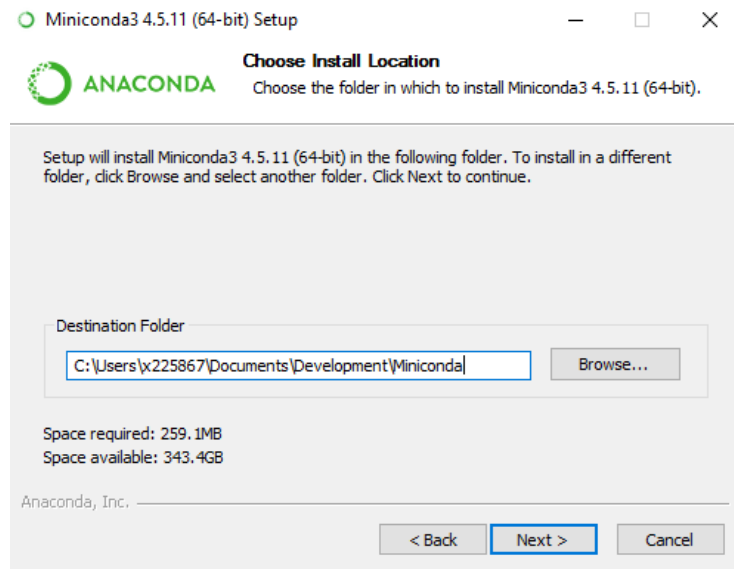 Miniconda3 4.5.11 (64-bit) Setup
ANACONDA
Choose Install Location
Choose the folder in which to install Miniconda3 4.5.11 (64-bit).
Setup will install Miniconda3 4.5.11 (64-bit) in the following folder. To install in a different
folder, click Browse and select another folder. Click Next to continue.
Destination Folder
C:\Users\x225867\Documents\Development\Miniconda
Browse...
Space required: 259.1MB
Space available: 343.4GB
Anaconda, Inc.
< Back
Next >
Cancel